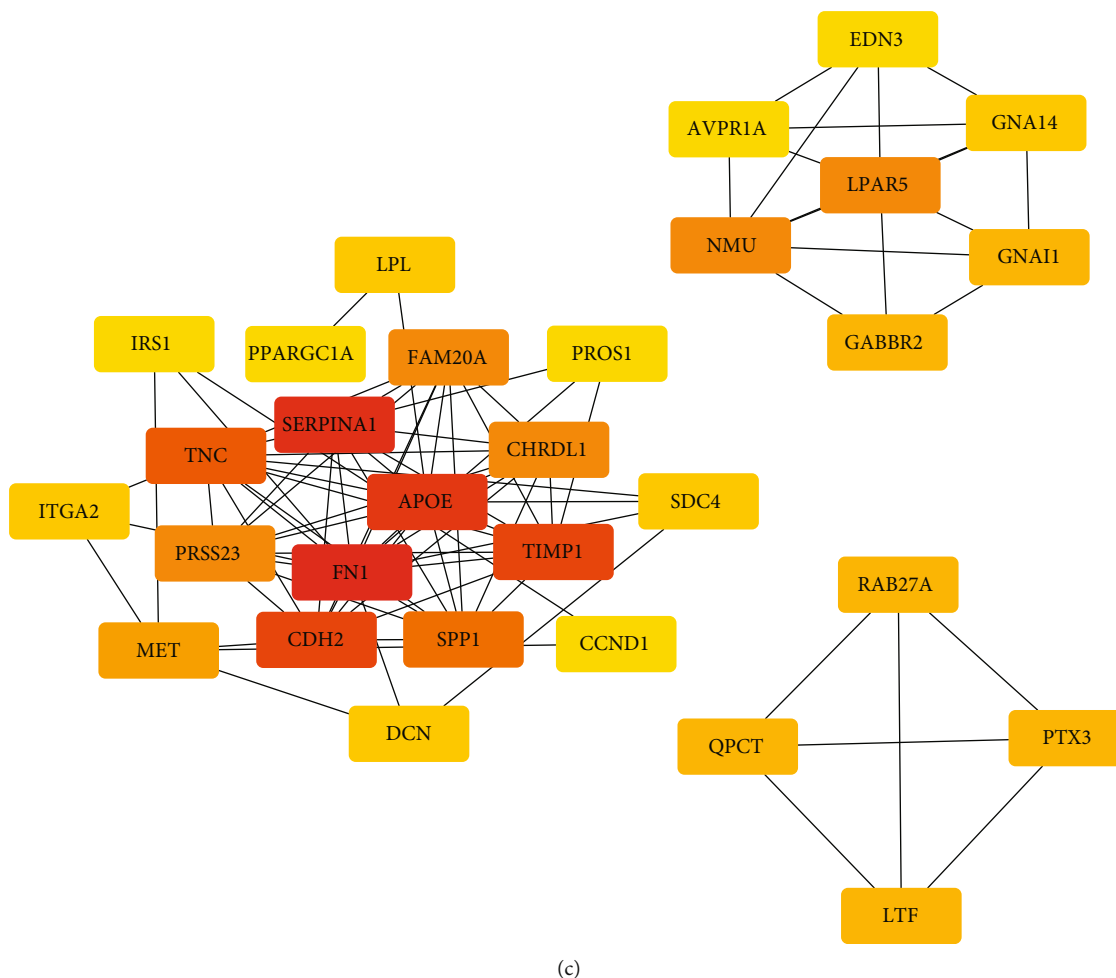 EDN3
AVPR1A
GNA14
LPAR5
NMU
GNAI1
GABBR2
LPL
IRS1
PPARGC1A
FAM20A
PROS1
SERPINA1
TNC
CHRDL1
APOE
ITGA2
SDC4
PRSS23
TIMP1
FN1
CDH2
SPP1
MET
CCND1
DCN
RAB27A
QPCT
PTX3
LTF
(c)